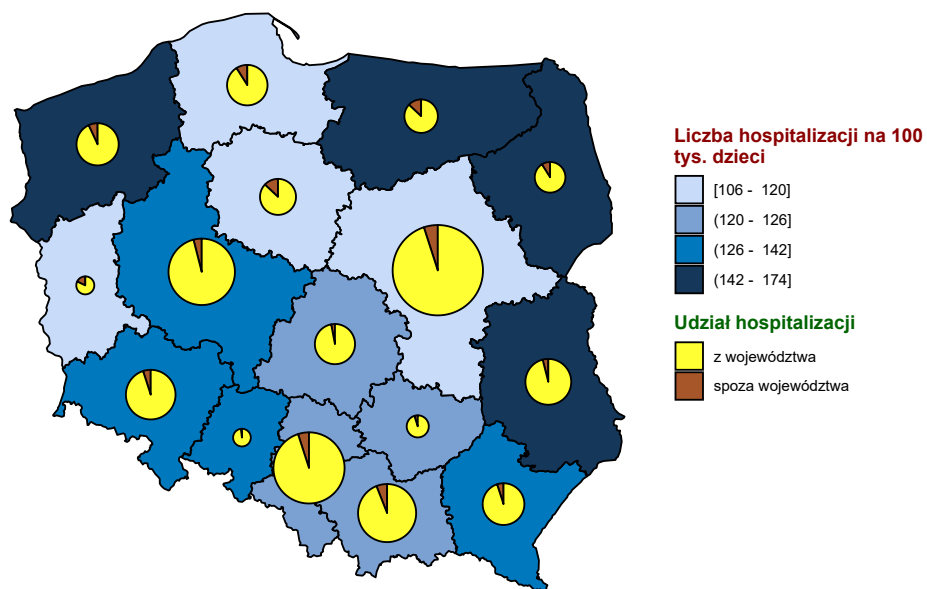 Liczba hospitalizacji na 100
tys. dzieci
[106 - 120]
(120 - 126]
(126 - 142]
(142 - 174]
Udział hospitalizacji
z województwa
spoza województwa